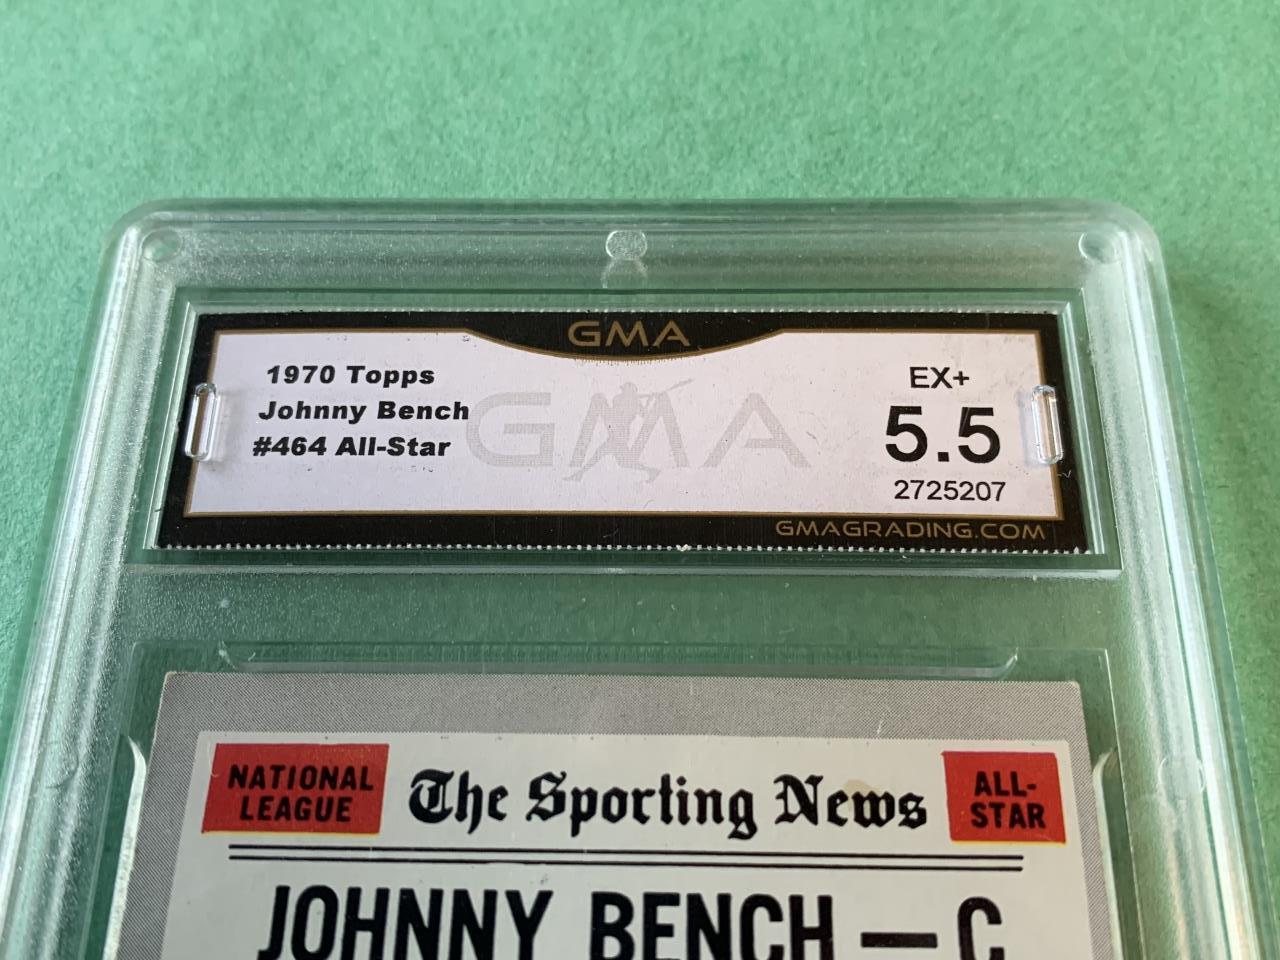 GMA
1970 Topps
Johnny Bench
#464 All-Star
GMA
EX+
5.5
2725207
GMAGRADING.COM
NATIONAL
LEAGUE
The Sporting News
ALL-
STAR
JOHNNY BENCH — C